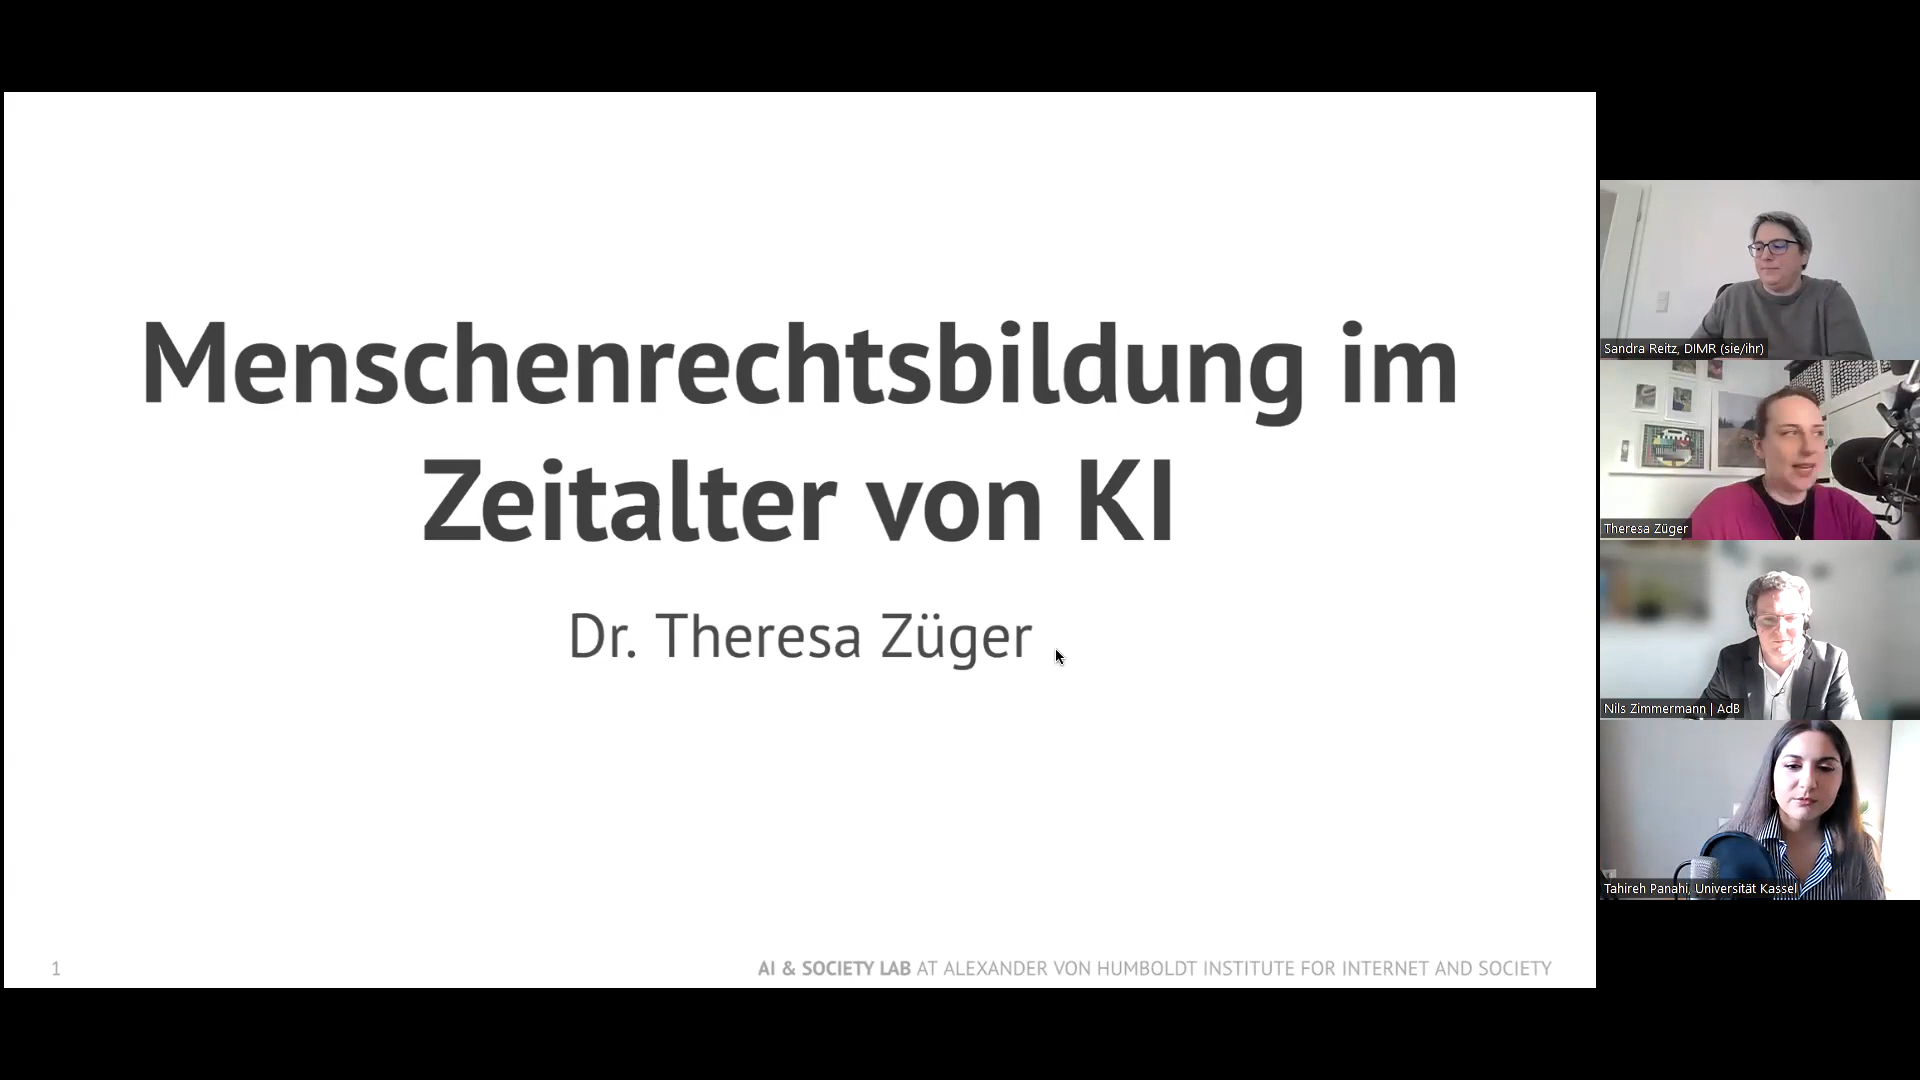 Menschenrechtsbildung im
Zeitalter von KI
Dr. Theresa Züger
1
AI & SOCIETY LAB AT ALEXANDER VON HUMBOLDT INSTITUTE FOR INTERNET AND SOCIETY
Sandra Reitz, DIMR (sie/ihr)
Theresa Züger
Nils Zimmermann | AdB
Tahireh Panahi, Universität Kassel